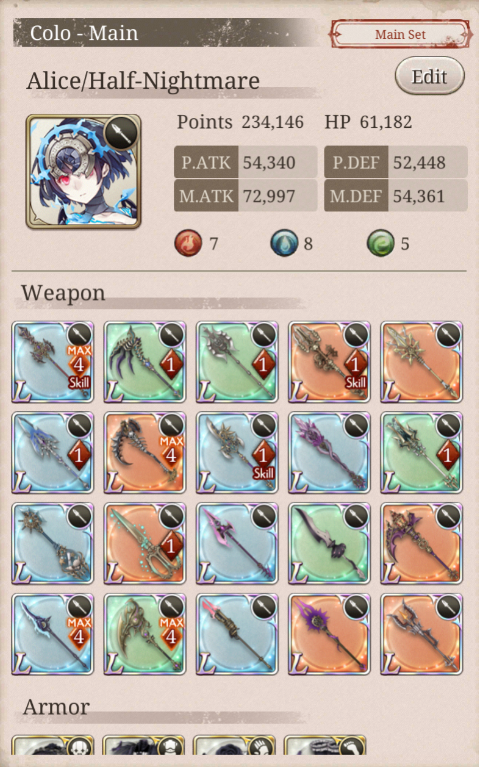 Colo - Main
Main Set
Alice/Half-Nightmare
Edit
Points 234,146 HP 61,182
P.ATK 54,340 P.DEF 52,448
M.ATK 72,997 M.DEF 54,361
7 8 5
Weapon
MAX
4
Skill
L
1
L
1
L
1
Skill
L
L
1
L
MAX
4
L
1
Skill
L
L
1
L
L
1
L
L
L
L
MAX
4
L
MAX
4
L
L
L
L
Armor